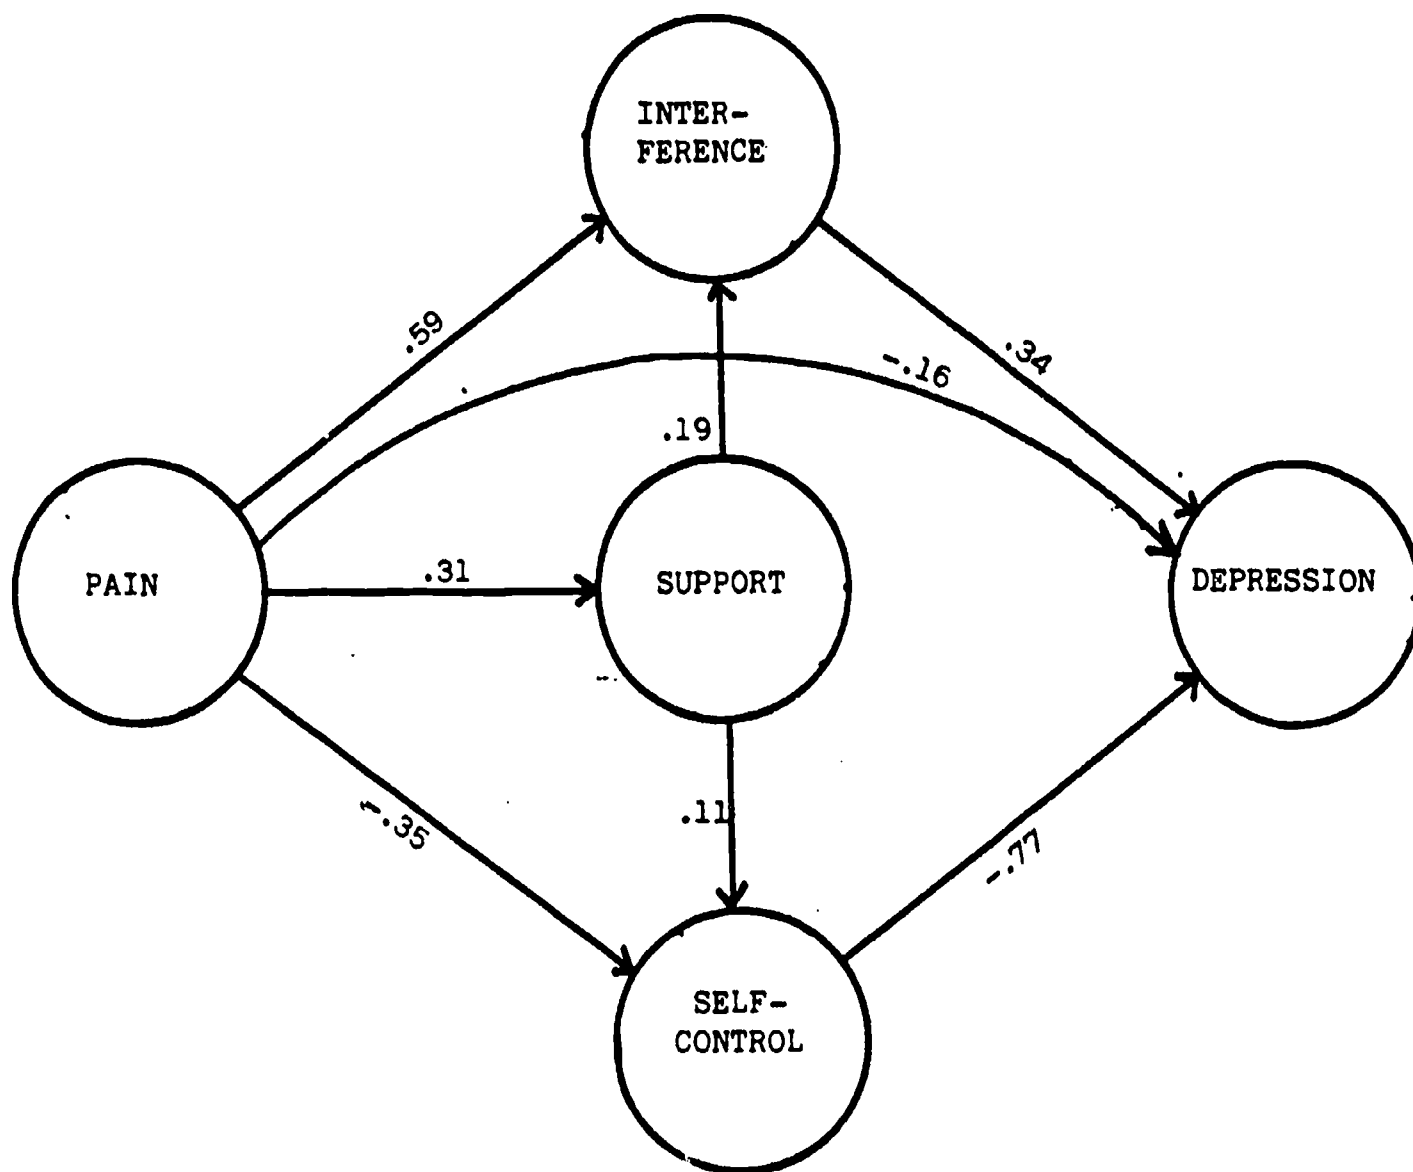 INTER-
FERENCE
.59
-.16
.34
.19
PAIN
.31
SUPPORT
DEPRESSION
-.35
.11
-.77
SELF-
CONTROL